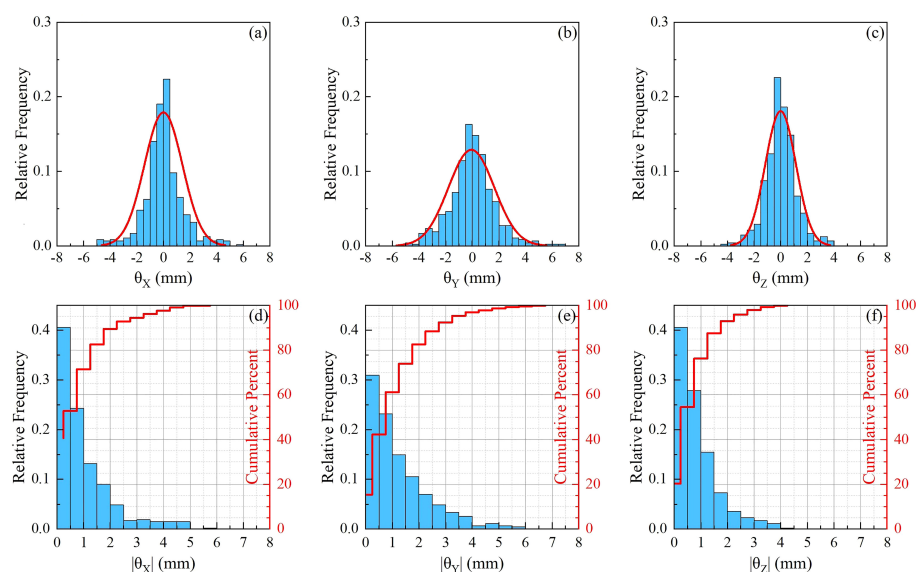 (a)
0.3
0.2
0.1
0.0
Relative Frequency
-8 -6 -4 -2 0 2 4 6 8
θ_X (mm)
(b)
0.3
0.2
0.1
0.0
Relative Frequency
-8 -6 -4 -2 0 2 4 6 8
θ_Y (mm)
(c)
0.3
0.2
0.1
0.0
Relative Frequency
-8 -6 -4 -2 0 2 4 6 8
θ_Z (mm)
(d)
0.4
0.3
0.2
0.1
0.0
Relative Frequency
100
80
60
40
20
0
Cumulative Percent
0 1 2 3 4 5 6 7 8
|θ_X| (mm)
(e)
0.4
0.3
0.2
0.1
0.0
Relative Frequency
100
80
60
40
20
0
Cumulative Percent
0 1 2 3 4 5 6 7 8
|θ_Y| (mm)
(f)
0.4
0.3
0.2
0.1
0.0
Relative Frequency
100
80
60
40
20
0
Cumulative Percent
0 1 2 3 4 5 6 7 8
|θ_Z| (mm)